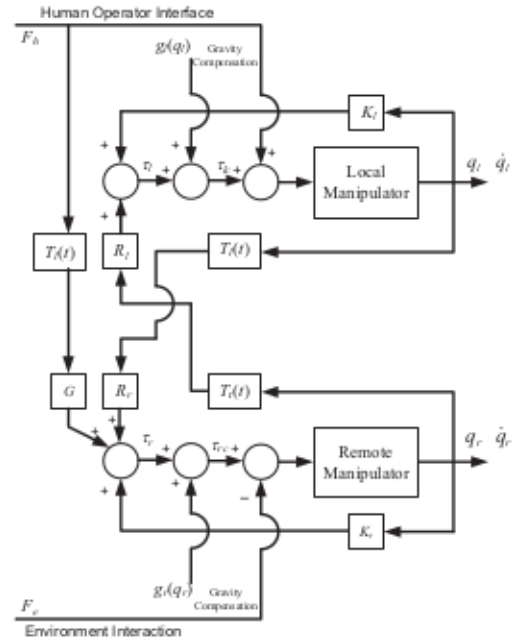 Human Operator Interface
F_h
g_l(q_l) Gravity
Compensation
K_l
+ + +
τ_l + τ_lc +
Local
Manipulator
q_l q̇_l
+
T_l(t) R_l T_l(t)
G R_r T_r(t)
+ +
τ_r + τ_rc +
Remote
Manipulator
q_r q̇_r
+ + −
K_r
g_r(q_r) Gravity
Compensation
F_e
Environment Interaction